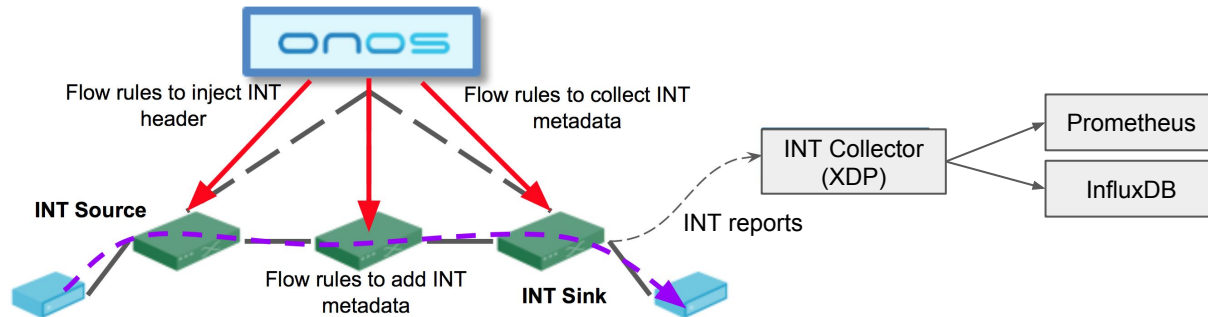 onos
Flow rules to inject INT
header
Flow rules to collect INT
metadata
Prometheus
INT Collector
(XDP)
InfluxDB
INT Source
INT reports
Flow rules to add INT
metadata
INT Sink